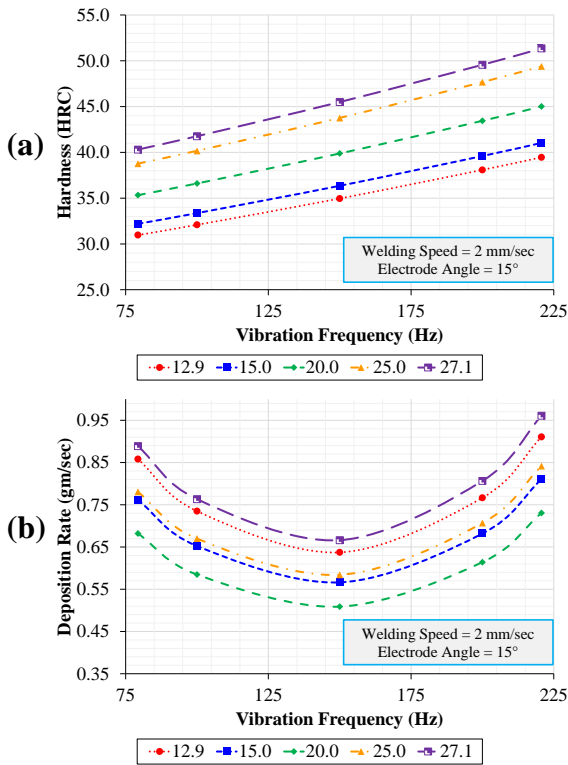 (a)
Hardness (HRC)
55.0
50.0
45.0
40.0
35.0
30.0
25.0
Welding Speed = 2 mm/sec
Electrode Angle = 15°
75 125 175 225
Vibration Frequency (Hz)
12.9 15.0 20.0 25.0 27.1
(b)
Deposition Rate (gm/sec)
0.95
0.85
0.75
0.65
0.55
0.45
0.35
Welding Speed = 2 mm/sec
Electrode Angle = 15°
75 125 175 225
Vibration Frequency (Hz)
12.9 15.0 20.0 25.0 27.1